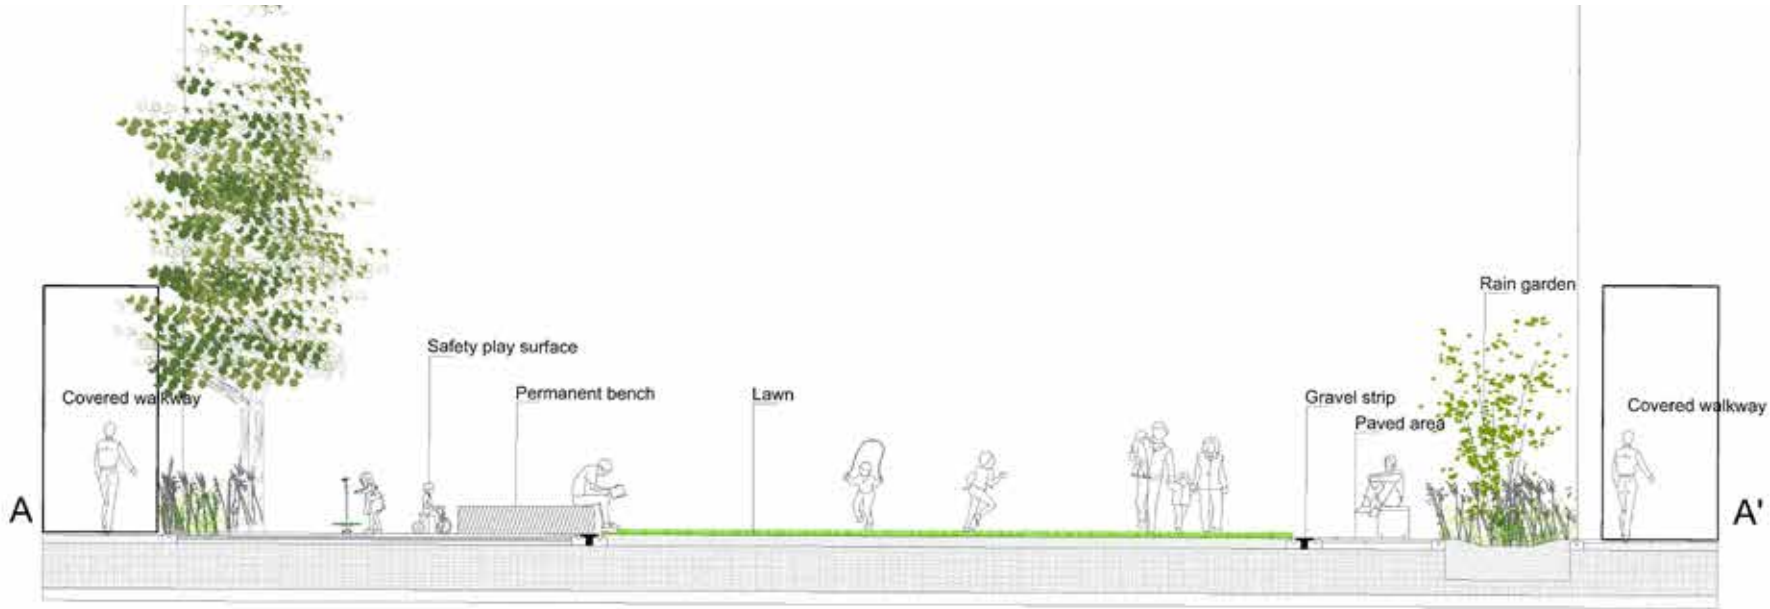 Rain garden
Safety play surface
Permanent bench
Lawn
Gravel strip
Covered walkway
Covered walkway
Paved area
A
A'